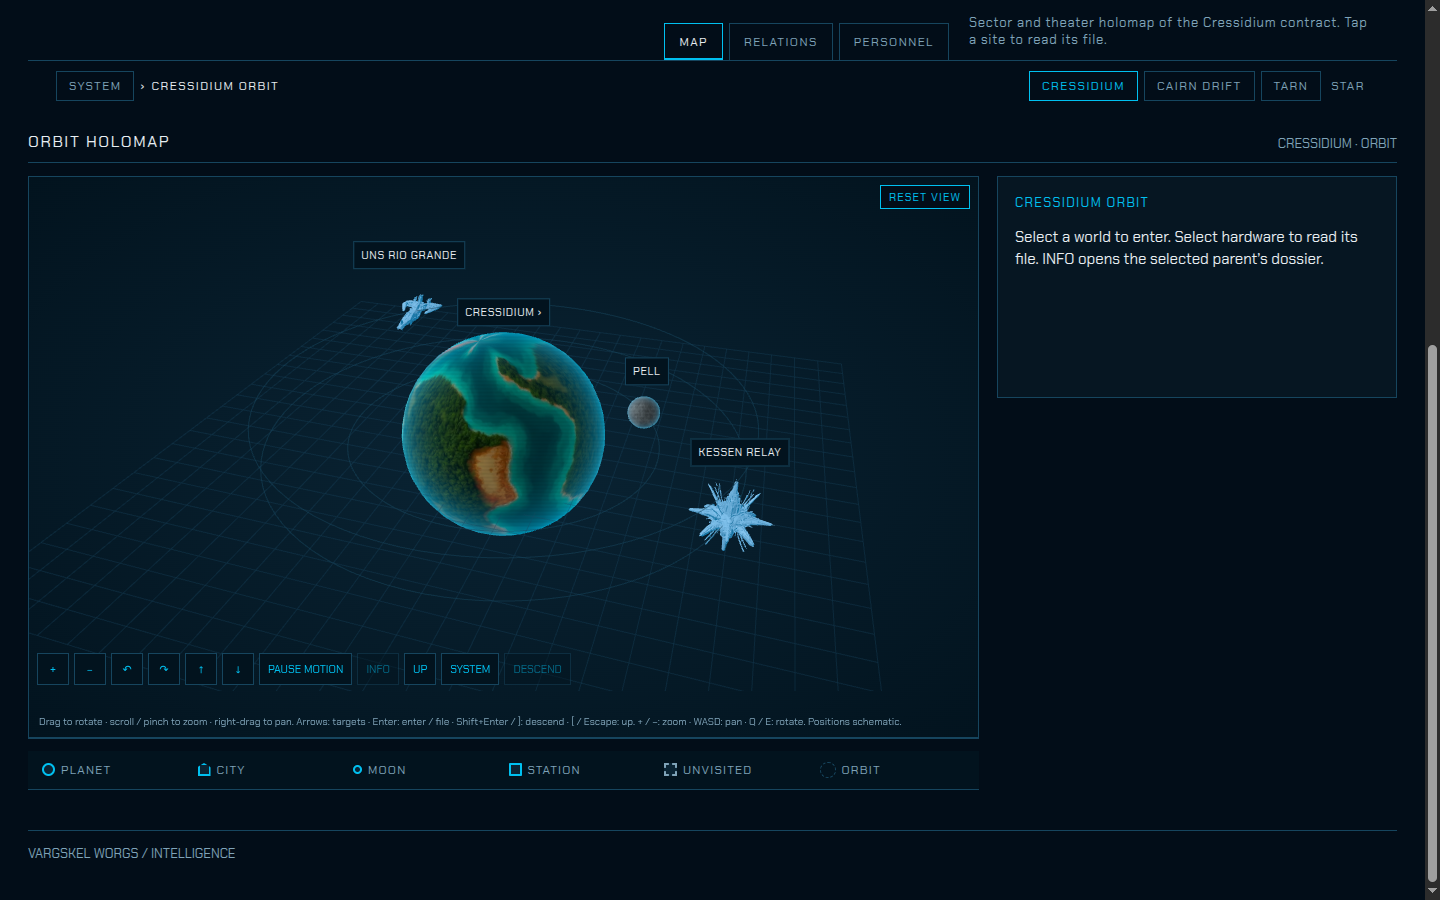 MAP
RELATIONS
PERSONNEL
Sector and theater holomap of the Cressidium contract. Tap
a site to read its file.
SYSTEM
› CRESSIDIUM ORBIT
CRESSIDIUM
CAIRN DRIFT
TARN
STAR
ORBIT HOLOMAP
CRESSIDIUM · ORBIT
RESET VIEW
UNS RIO GRANDE
CRESSIDIUM ›
PELL
KESSEN RELAY
CRESSIDIUM ORBIT
Select a world to enter. Select hardware to read its
file. INFO opens the selected parent's dossier.
+
−
↶
↷
↑
↓
PAUSE MOTION
INFO
UP
SYSTEM
DESCEND
Drag to rotate · scroll / pinch to zoom · right-drag to pan. Arrows: targets · Enter: enter / file · Shift+Enter / ]: descend · [ / Escape: up. + / −: zoom · WASD: pan · Q / E: rotate. Positions schematic.
PLANET
CITY
MOON
STATION
UNVISITED
ORBIT
VARGSKEL WORGS / INTELLIGENCE